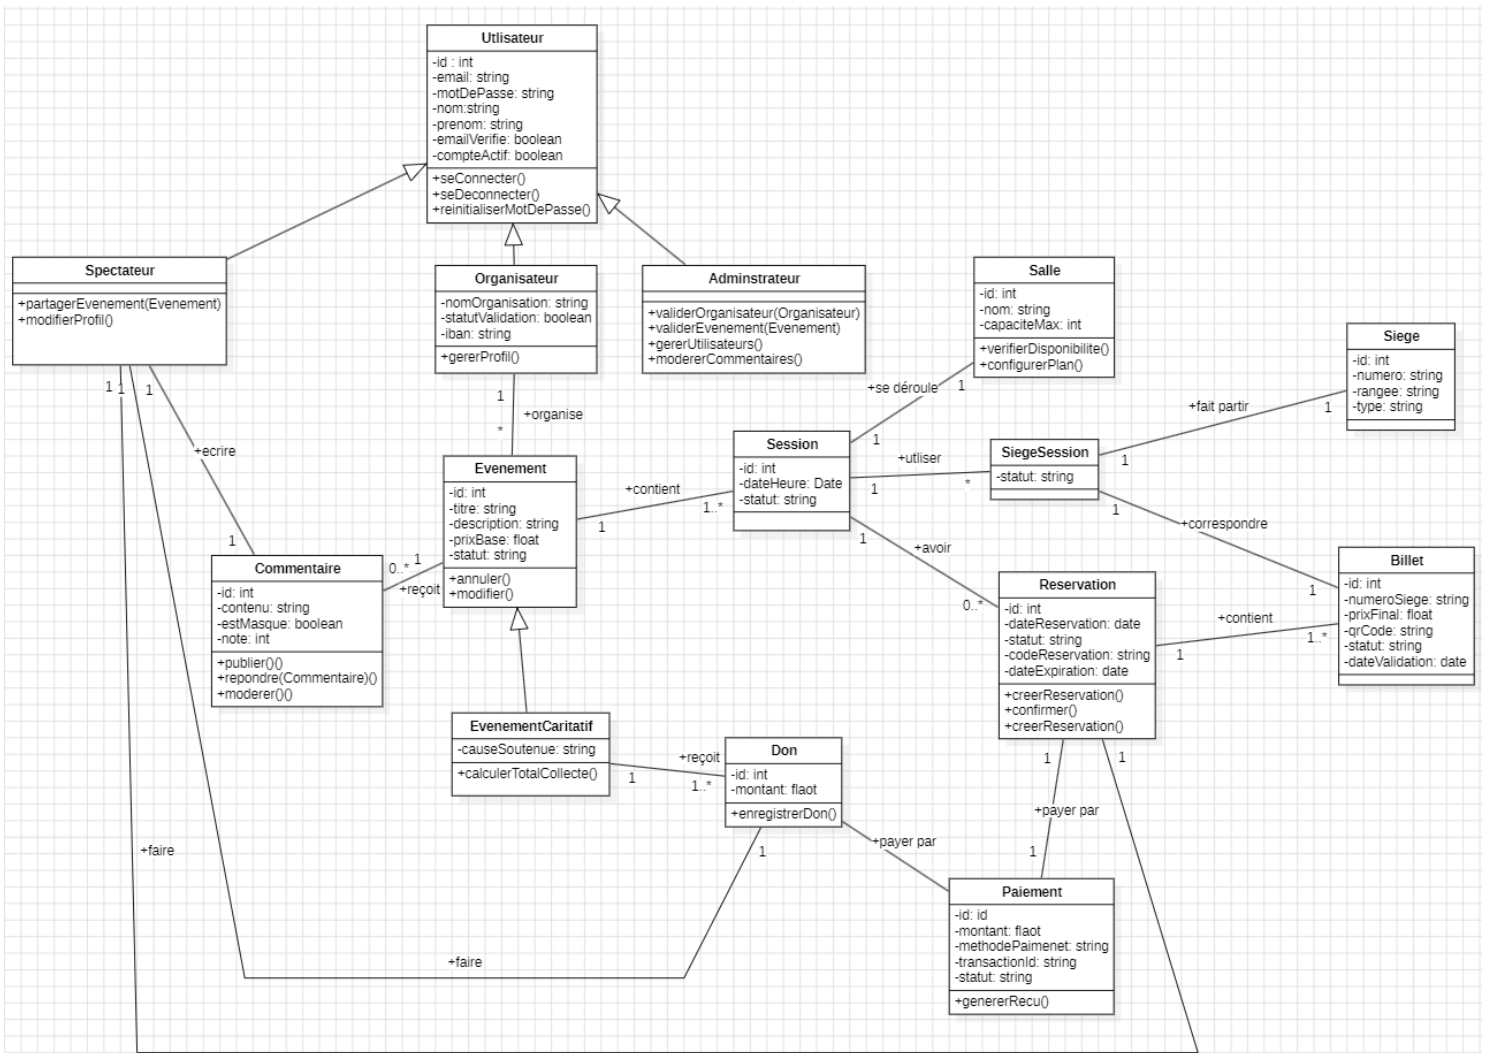 Utlisateur
-id : int
-email: string
-motDePasse: string
-nom:string
-prenom: string
-emailVerifie: boolean
-compteActif: boolean
+seConnecter()
+seDeconnecter()
+reinitialiserMotDePasse()
Spectateur
+partagerEvenement(Evenement)
+modifierProfil()
Organisateur
-nomOrganisation: string
-statutValidation: boolean
-iban: string
+gererProfil()
Adminstrateur
+validerOrganisateur(Organisateur)
+validerEvenement(Evenement)
+gererUtilisateurs()
+modererCommentaires()
Salle
-id: int
-nom: string
-capaciteMax: int
+verifierDisponibilite()
+configurerPlan()
Siege
-id: int
-numero: string
-rangee: string
-type: string
1
1
1
+ecrire
1
1
+organise
*
+se déroule
1
1
+fait partir
1
1
Session
-id: int
-dateHeure: Date
-statut: string
+utliser
1
*
SiegeSession
-statut: string
Evenement
-id: int
-titre: string
-description: string
-prixBase: float
-statut: string
+annuler()
+modifier()
+contient
1
1..*
1
+correspondre
1
1
+avoir
0..*
Commentaire
-id: int
-contenu: string
-estMasque: boolean
-note: int
+publier()()
+repondre(Commentaire)()
+moderer()()
0..*
1
+reçoit
Reservation
-id: int
-dateReservation: date
-statut: string
-codeReservation: string
-dateExpiration: date
+creerReservation()
+confirmer()
+creerReservation()
+contient
1
1..*
Billet
-id: int
-numeroSiege: string
-prixFinal: float
-qrCode: string
-statut: string
-dateValidation: date
EvenementCaritatif
-causeSoutenue: string
+calculerTotalCollecte()
+reçoit
1
1..*
Don
-id: int
-montant: flaot
+enregistrerDon()
1
1
+payer par
1
+faire
1
+payer par
+faire
Paiement
-id: id
-montant: flaot
-methodePaimenet: string
-transactionId: string
-statut: string
+genererRecu()